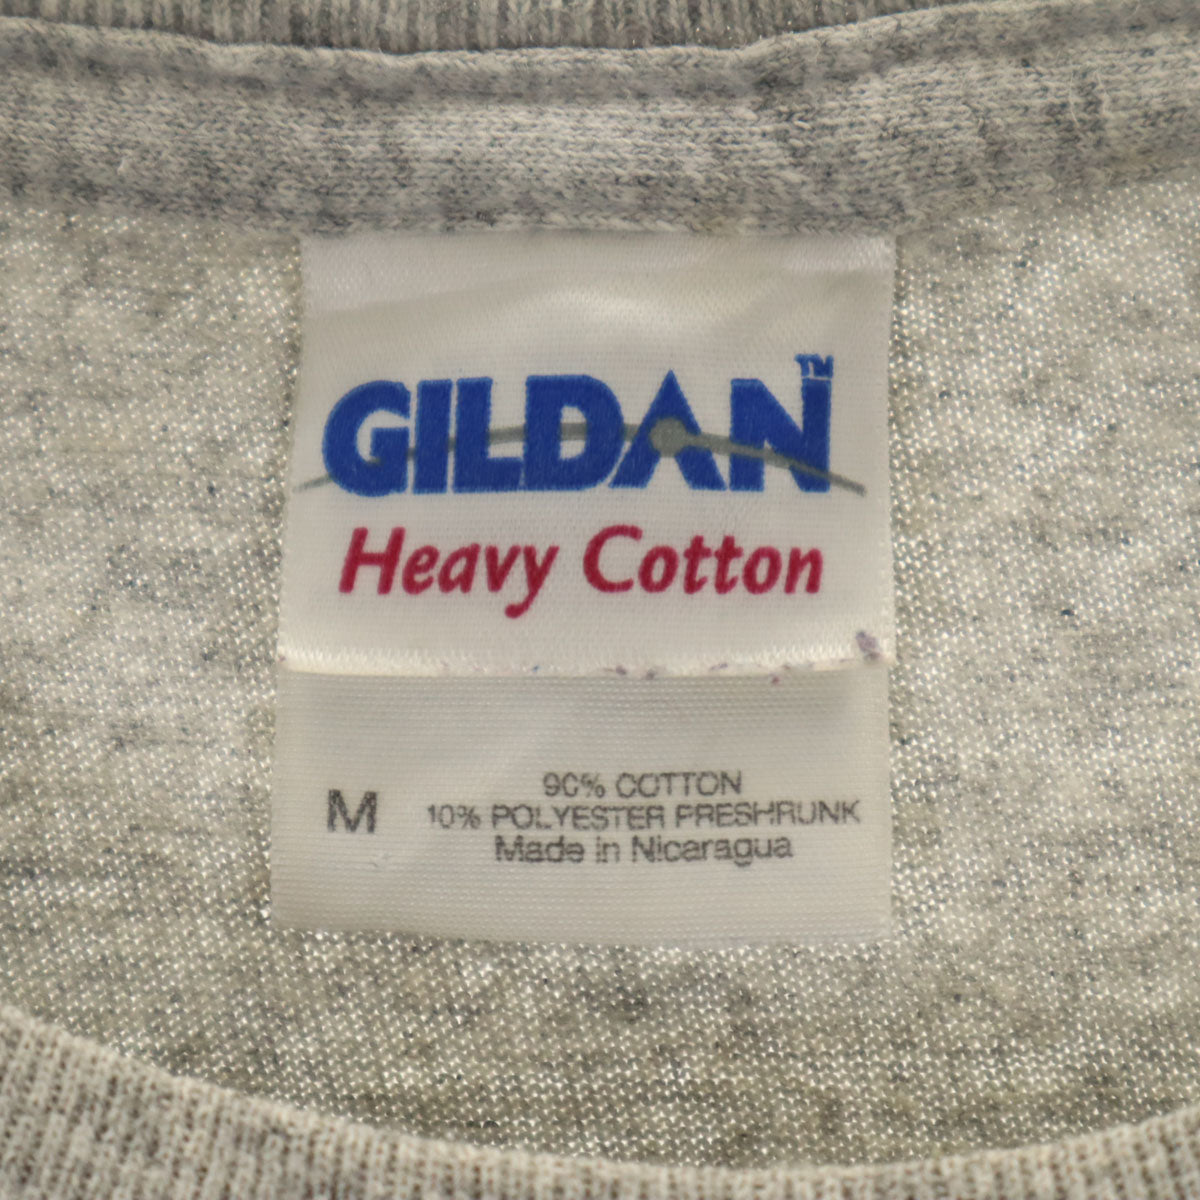 GILDAN™
Heavy Cotton
M
90% COTTON
10% POLYESTER PRESHRUNK
Made in Nicaragua